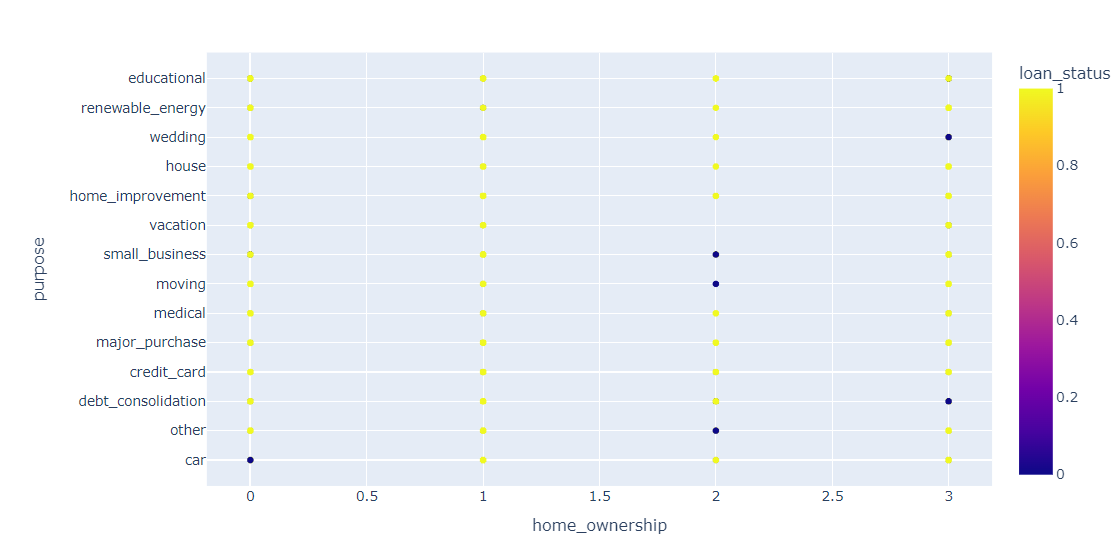 loan_status
educational
renewable_energy
wedding
house
home_improvement
vacation
small_business
moving
medical
major_purchase
credit_card
debt_consolidation
other
car
purpose
0 0.5 1 1.5 2 2.5 3
home_ownership
1
0.8
0.6
0.4
0.2
0